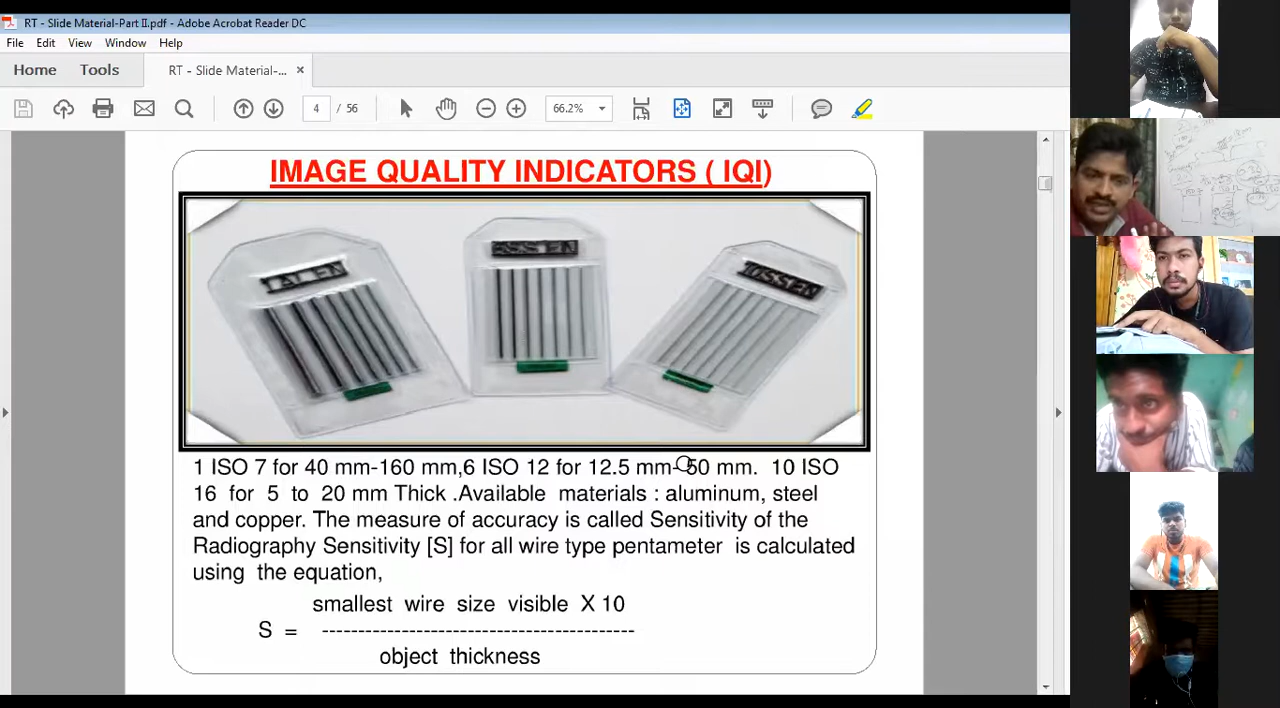 RT - Slide Material-Part II.pdf - Adobe Acrobat Reader DC
File Edit View Window Help
Home Tools RT - Slide Material-... ×
4 / 56 66.2%
IMAGE QUALITY INDICATORS ( IQI)
1 ISO 7 for 40 mm-160 mm,6 ISO 12 for 12.5 mm-50 mm. 10 ISO
16 for 5 to 20 mm Thick .Available materials : aluminum, steel
and copper. The measure of accuracy is called Sensitivity of the
Radiography Sensitivity [S] for all wire type pentameter is calculated
using the equation,
smallest wire size visible X 10
S = -------------------------------------------
object thickness